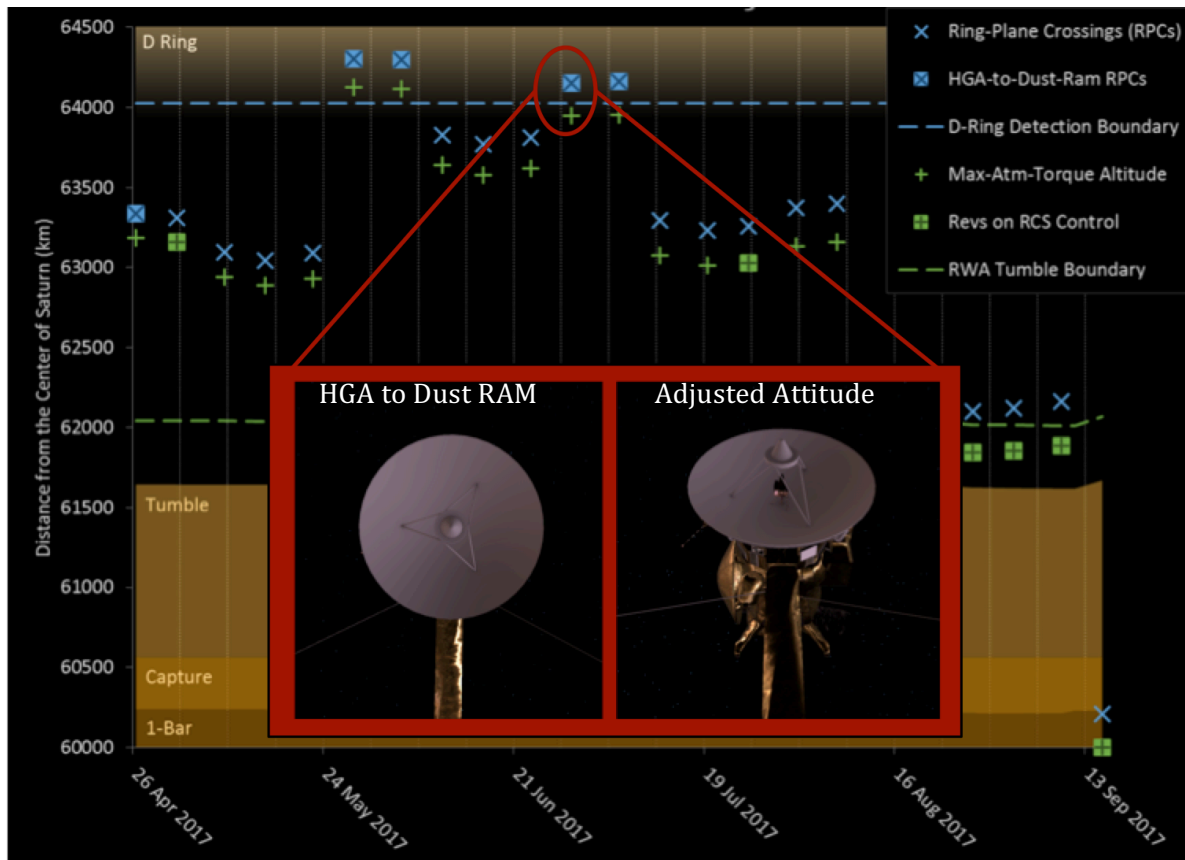 64500
64000
63500
63000
62500
62000
61500
61000
60500
60000
Distance from the Center of Saturn (km)
D Ring
Tumble
Capture
1-Bar
Ring-Plane Crossings (RPCs)
HGA-to-Dust-Ram RPCs
D-Ring Detection Boundary
Max-Atm-Torque Altitude
Revs on RCS Control
RWA Tumble Boundary
HGA to Dust RAM
Adjusted Attitude
26 Apr 2017
24 May 2017
21 Jun 2017
19 Jul 2017
16 Aug 2017
13 Sep 2017